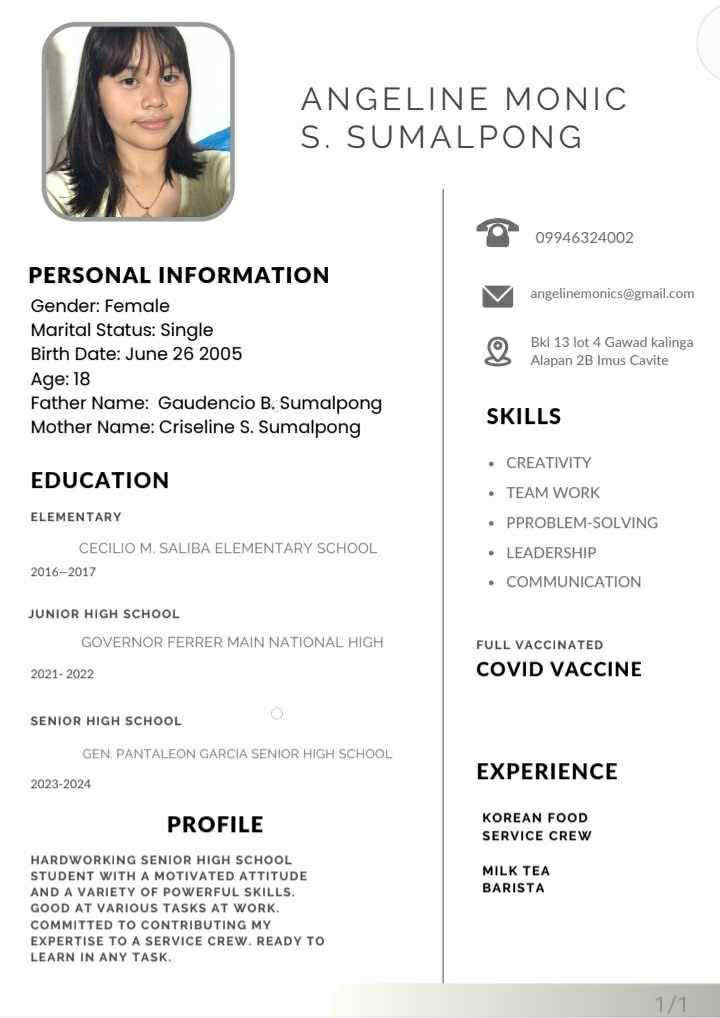 ANGELINE MONIC
S. SUMALPONG
09946324002
angelinemonics@gmail.com
Bkl 13 lot 4 Gawad kalinga
Alapan 2B Imus Cavite
PERSONAL INFORMATION
Gender: Female
Marital Status: Single
Birth Date: June 26 2005
Age: 18
Father Name: Gaudencio B. Sumalpong
Mother Name: Criseline S. Sumalpong
EDUCATION
ELEMENTARY
CECILIO M. SALIBA ELEMENTARY SCHOOL
2016—2017
JUNIOR HIGH SCHOOL
GOVERNOR FERRER MAIN NATIONAL HIGH
2021- 2022
SENIOR HIGH SCHOOL
GEN. PANTALEON GARCIA SENIOR HIGH SCHOOL
2023-2024
PROFILE
HARDWORKING SENIOR HIGH SCHOOL
STUDENT WITH A MOTIVATED ATTITUDE
AND A VARIETY OF POWERFUL SKILLS.
GOOD AT VARIOUS TASKS AT WORK.
COMMITTED TO CONTRIBUTING MY
EXPERTISE TO A SERVICE CREW. READY TO
LEARN IN ANY TASK.
SKILLS
• CREATIVITY
• TEAM WORK
• PPROBLEM-SOLVING
• LEADERSHIP
• COMMUNICATION
FULL VACCINATED
COVID VACCINE
EXPERIENCE
KOREAN FOOD
SERVICE CREW
MILK TEA
BARISTA
1/1